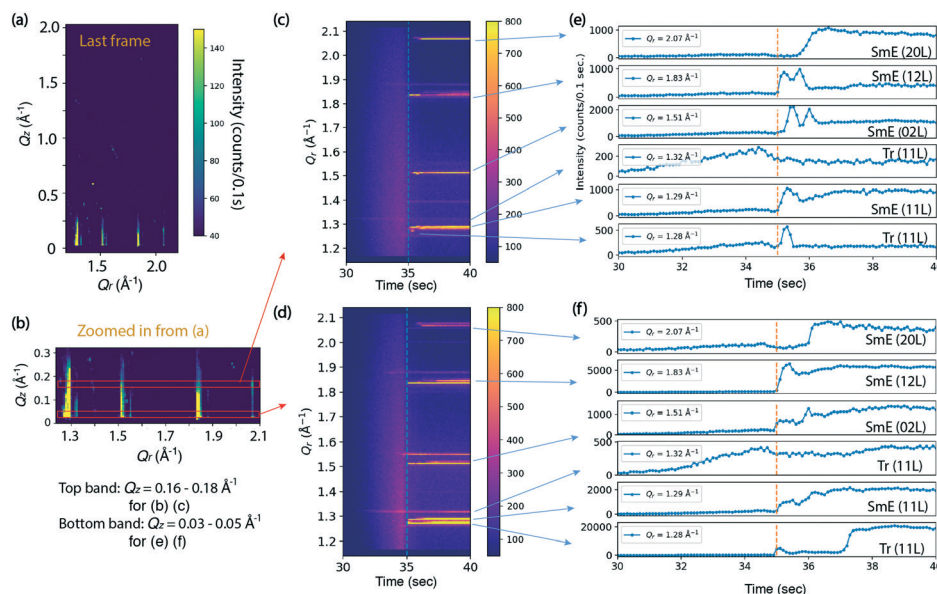 (a)
Last frame
2.0
1.5
1.0
0.5
0
Qz (Å⁻¹)
1.5
2.0
Qr (Å⁻¹)
140
120
100
80
60
40
Intensity (counts/0.1s)
(b)
Zoomed in from (a)
0.3
0.2
0.1
0
Qz (Å⁻¹)
1.3
1.5
1.7
1.9
2.1
Qr (Å⁻¹)
Top band: Qz = 0.16 - 0.18 Å⁻¹
for (b) (c)
Bottom band: Qz = 0.03 - 0.05 Å⁻¹
for (e) (f)
(c)
2.1
2.0
1.9
1.8
1.7
1.6
1.5
1.4
1.3
1.2
Qr (Å−1)
30
35
40
Time (sec)
800
700
600
500
400
300
200
100
(d)
2.1
2.0
1.9
1.8
1.7
1.6
1.5
1.4
1.3
1.2
Qr (Å−1)
30
35
40
Time (sec)
800
700
600
500
400
300
200
100
(e)
Intensity (counts/0.1 sec.)
1000
0
Qr = 2.07 Å⁻¹
SmE (20L)
1000
0
Qr = 1.83 Å⁻¹
SmE (12L)
2000
0
Qr = 1.51 Å⁻¹
SmE (02L)
200
0
Qr = 1.32 Å⁻¹
Tr (11L)
1000
0
Qr = 1.29 Å⁻¹
SmE (11L)
500
0
Qr = 1.28 Å⁻¹
Tr (11L)
30
32
34
36
38
40
Time (sec)
(f)
500
0
Qr = 2.07 Å⁻¹
SmE (20L)
5000
0
Qr = 1.83 Å⁻¹
SmE (12L)
1000
0
Qr = 1.51 Å⁻¹
SmE (02L)
500
0
Qr = 1.32 Å⁻¹
Tr (11L)
2000
0
Qr = 1.29 Å⁻¹
SmE (11L)
20000
10000
0
Qr = 1.28 Å⁻¹
Tr (11L)
30
32
34
36
38
40
Time (sec)